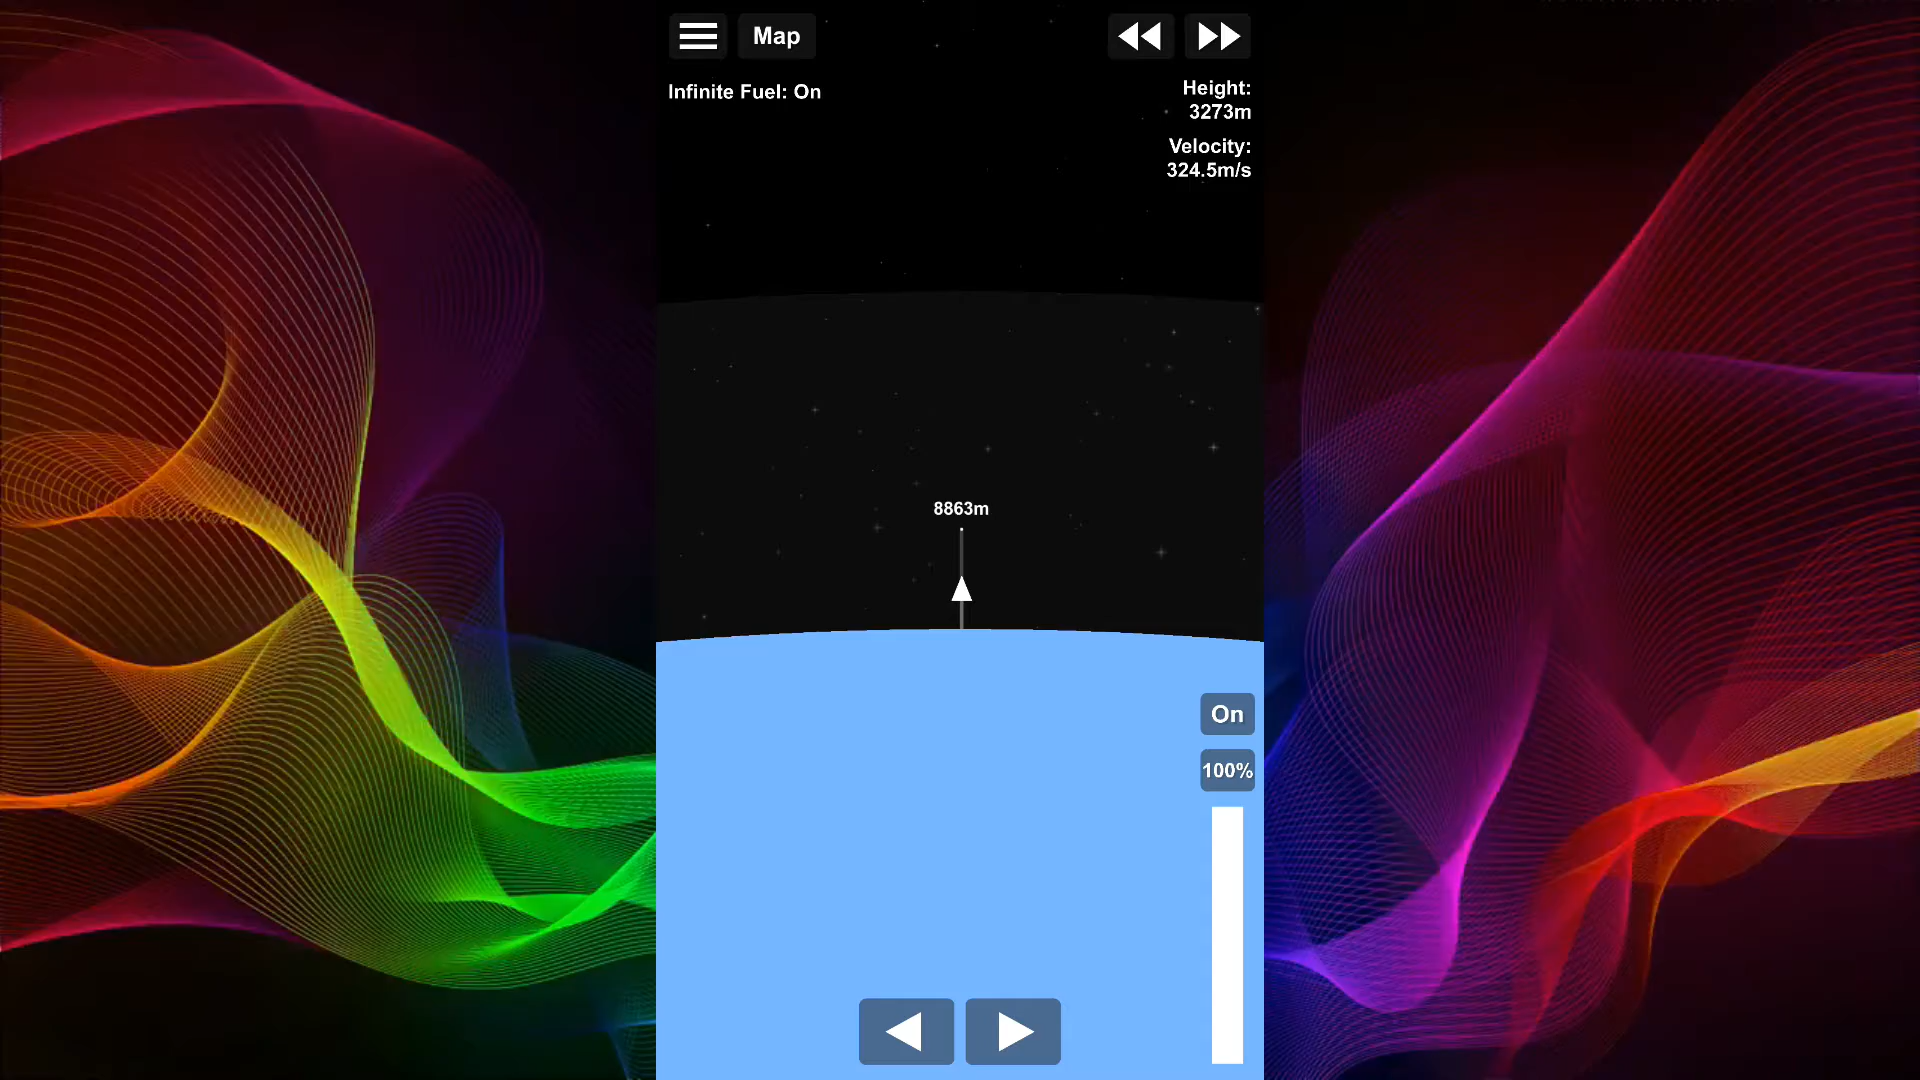 Map
Infinite Fuel: On
Height:
3273m
Velocity:
324.5m/s
8863m
On
100%